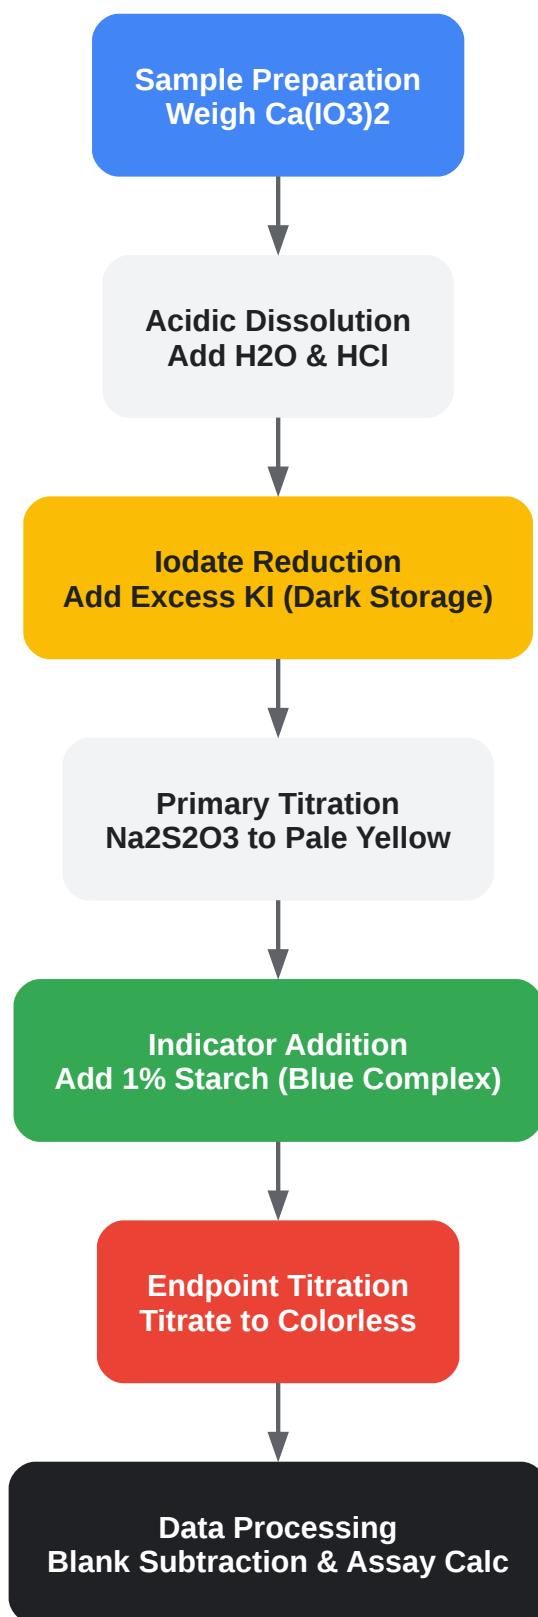 Sample Preparation
Weigh Ca(IO3)2
Acidic Dissolution
Add H2O & HCl
Iodate Reduction
Add Excess KI (Dark Storage)
Primary Titration
Na2S2O3 to Pale Yellow
Indicator Addition
Add 1% Starch (Blue Complex)
Endpoint Titration
Titrate to Colorless
Data Processing
Blank Subtraction & Assay Calc